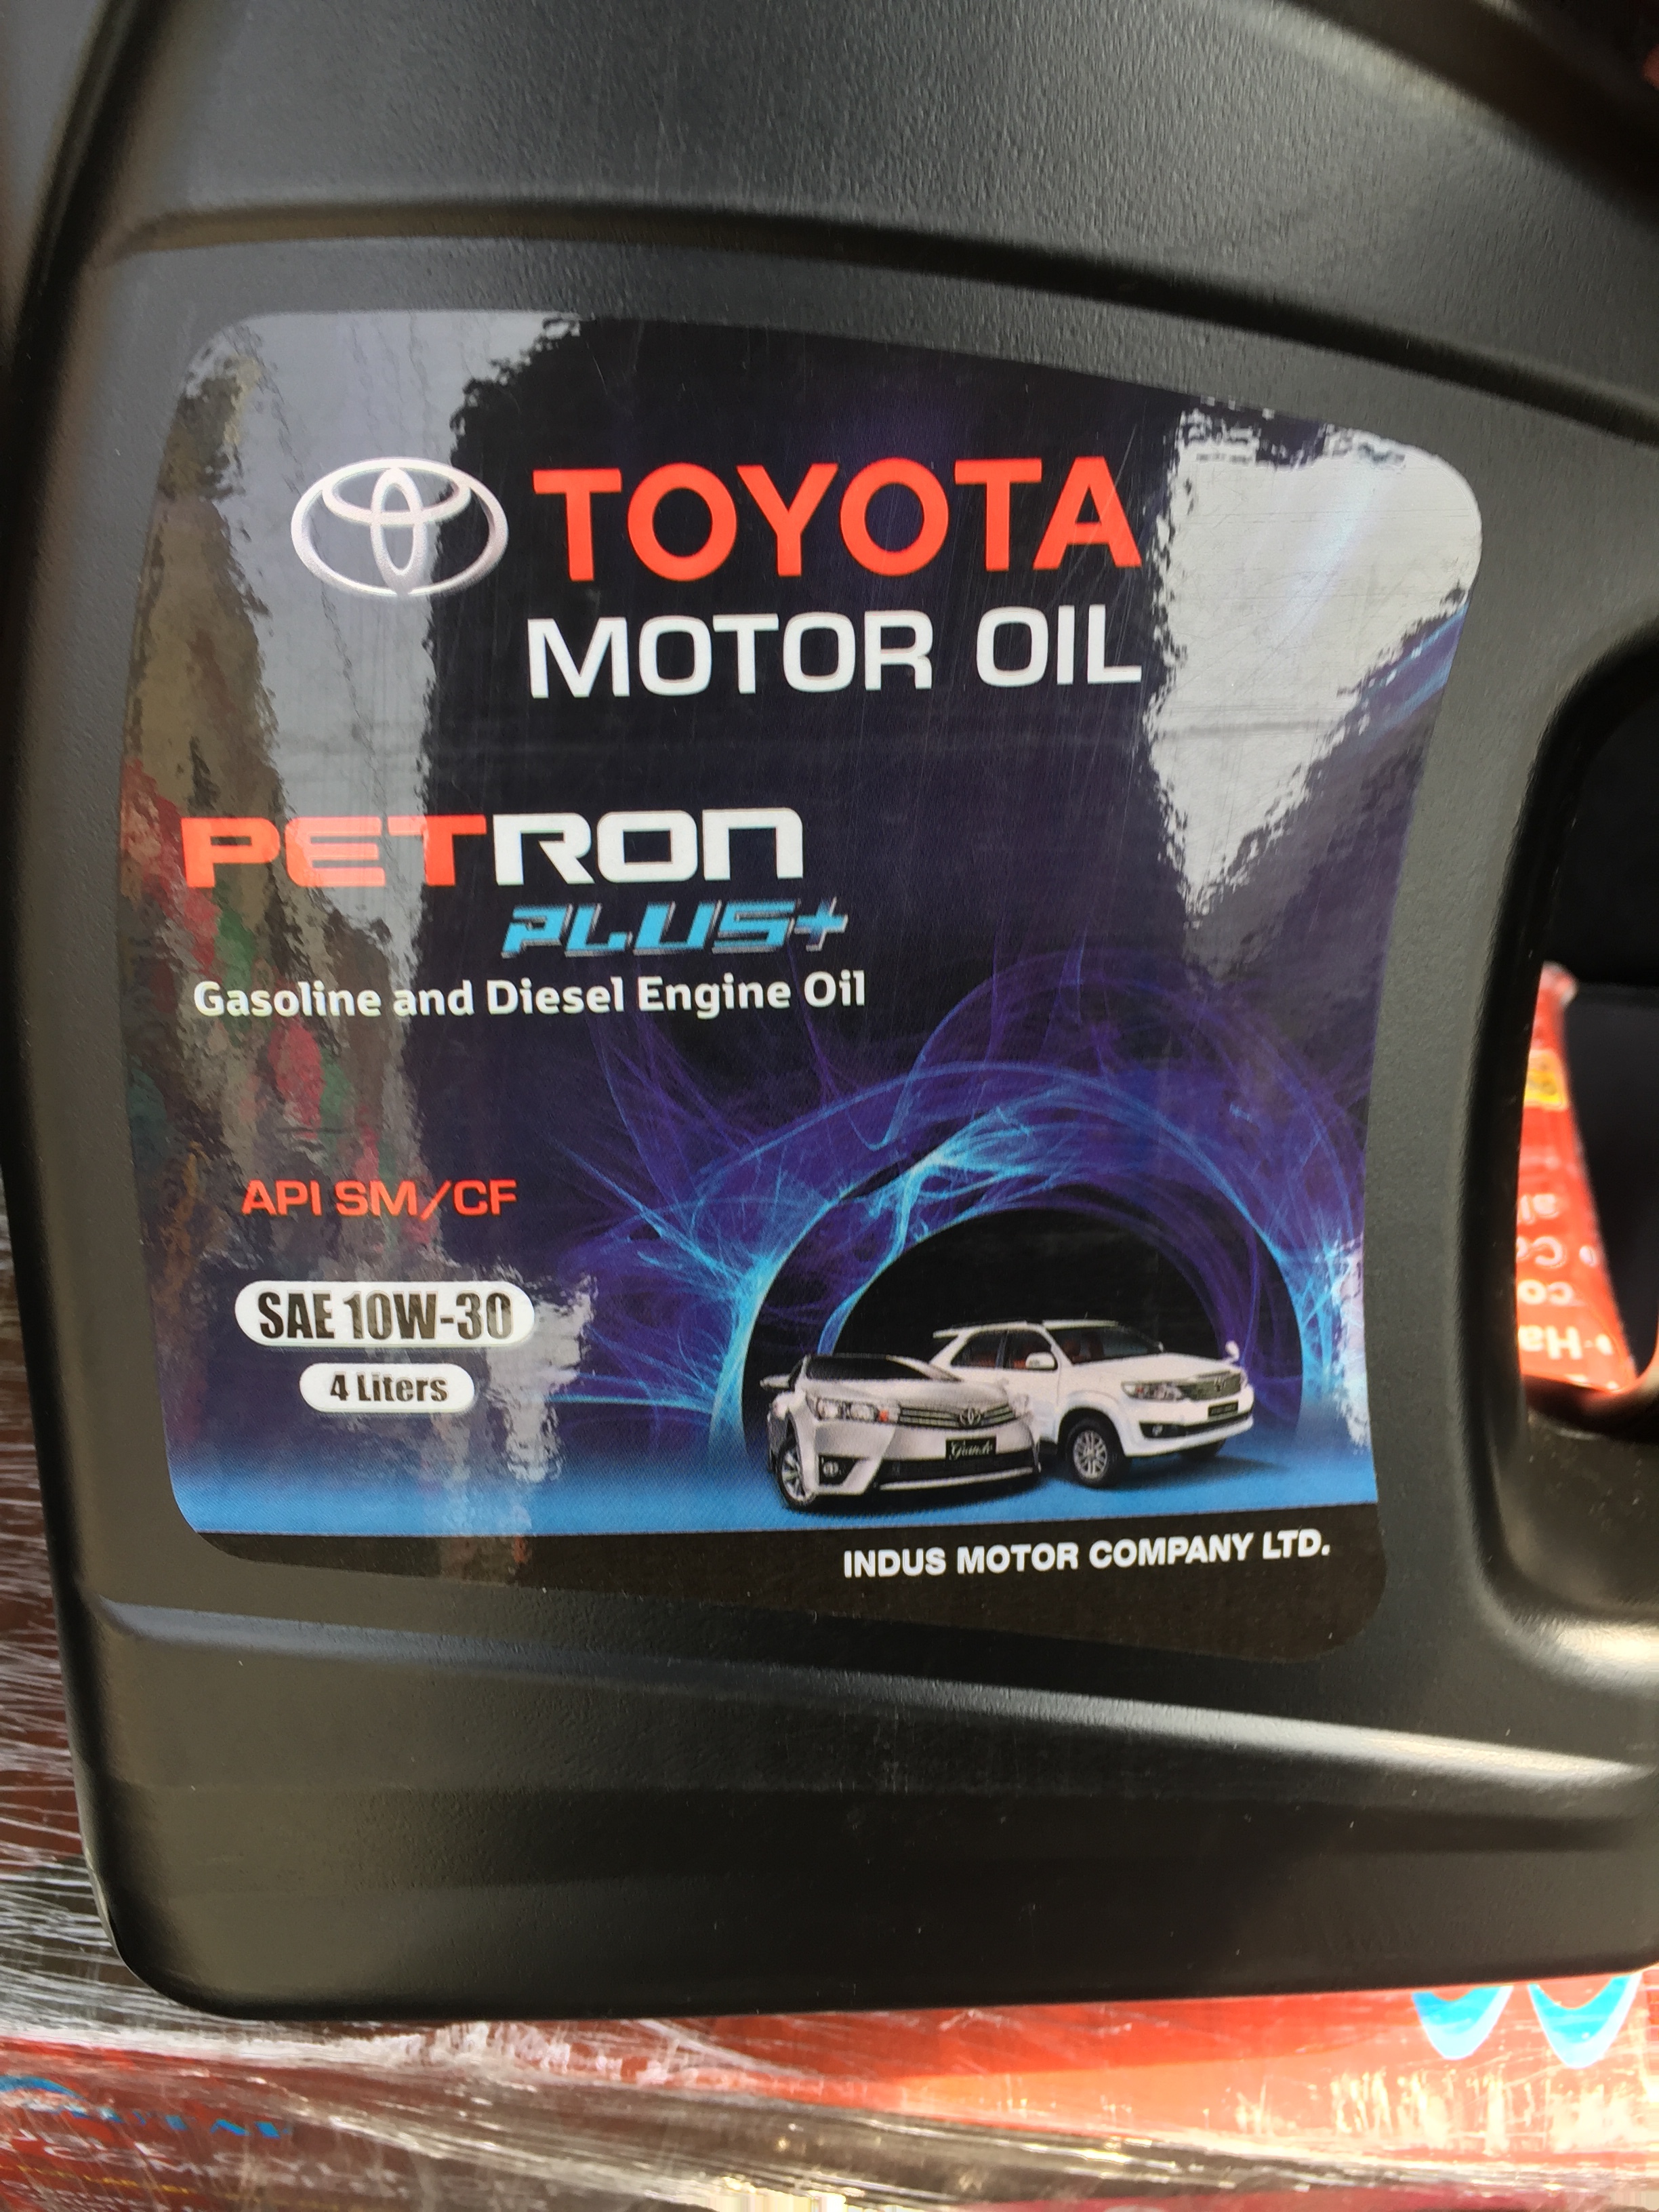 TOYOTA
MOTOR OIL
PETRON
PLUS+
Gasoline and Diesel Engine Oil
API SM/CF
SAE 10W-30
4 Liters
Grande
INDUS MOTOR COMPANY LTD.